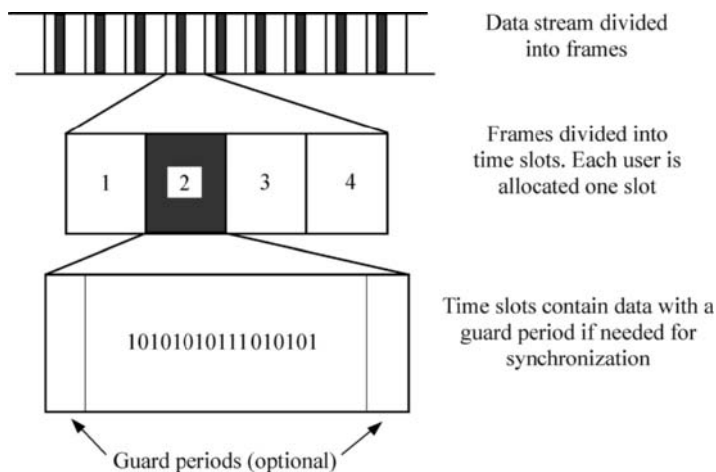 Data stream divided
into frames
Frames divided into
time slots. Each user is
allocated one slot
1 2 3 4
Time slots contain data with a
guard period if needed for
synchronization
10101010111010101
Guard periods (optional)